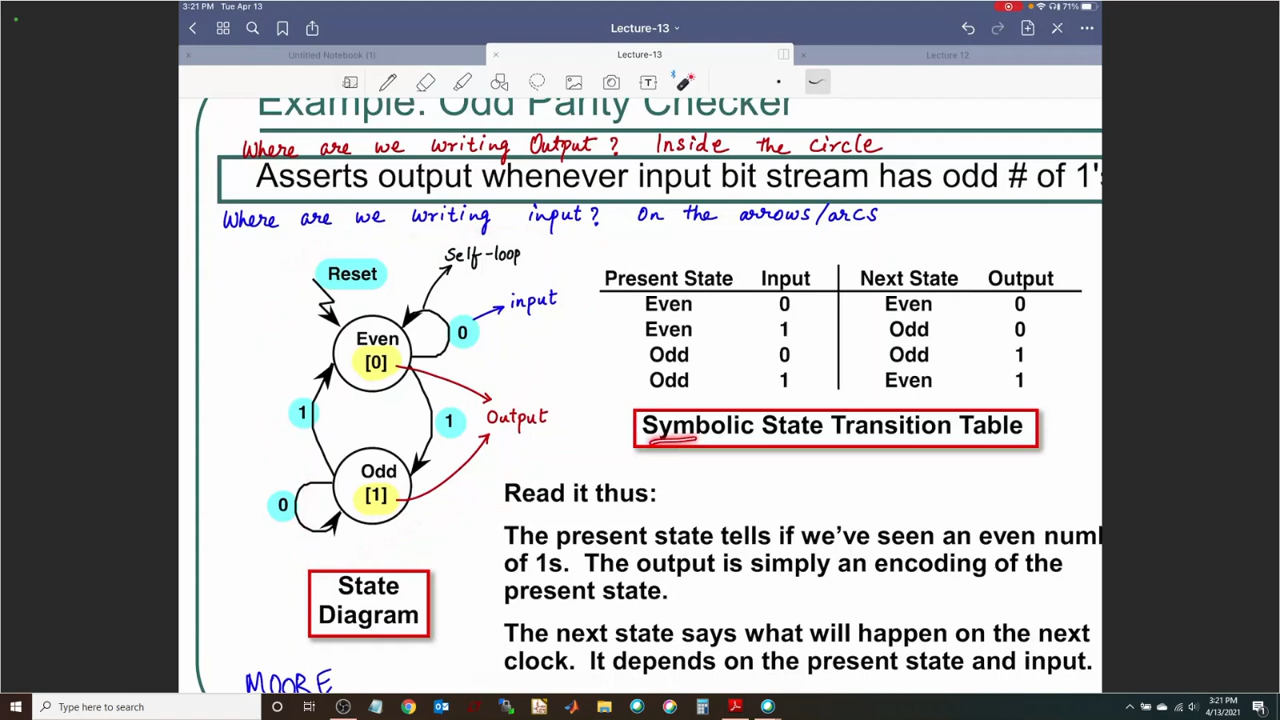 3:21 PM Tue Apr 13
71%
Lecture-13
Untitled Notebook (1)
Lecture-13
Lecture 12
Example: Odd Parity Checker
Where are we writing Output? Inside the circle
Asserts output whenever input bit stream has odd # of 1's
Where are we writing input? On the arrows/arcs
Self-loop
Reset
input
0
Even
[0]
1
1
Output
Odd
[1]
0
State
Diagram
Present State Input Next State Output
Even 0 Even 0
Even 1 Odd 0
Odd 0 Odd 1
Odd 1 Even 1
Symbolic State Transition Table
Read it thus:
The present state tells if we've seen an even num
of 1s. The output is simply an encoding of the
present state.
The next state says what will happen on the next
clock. It depends on the present state and input.
MOORE
Type here to search
3:21 PM
4/13/2021